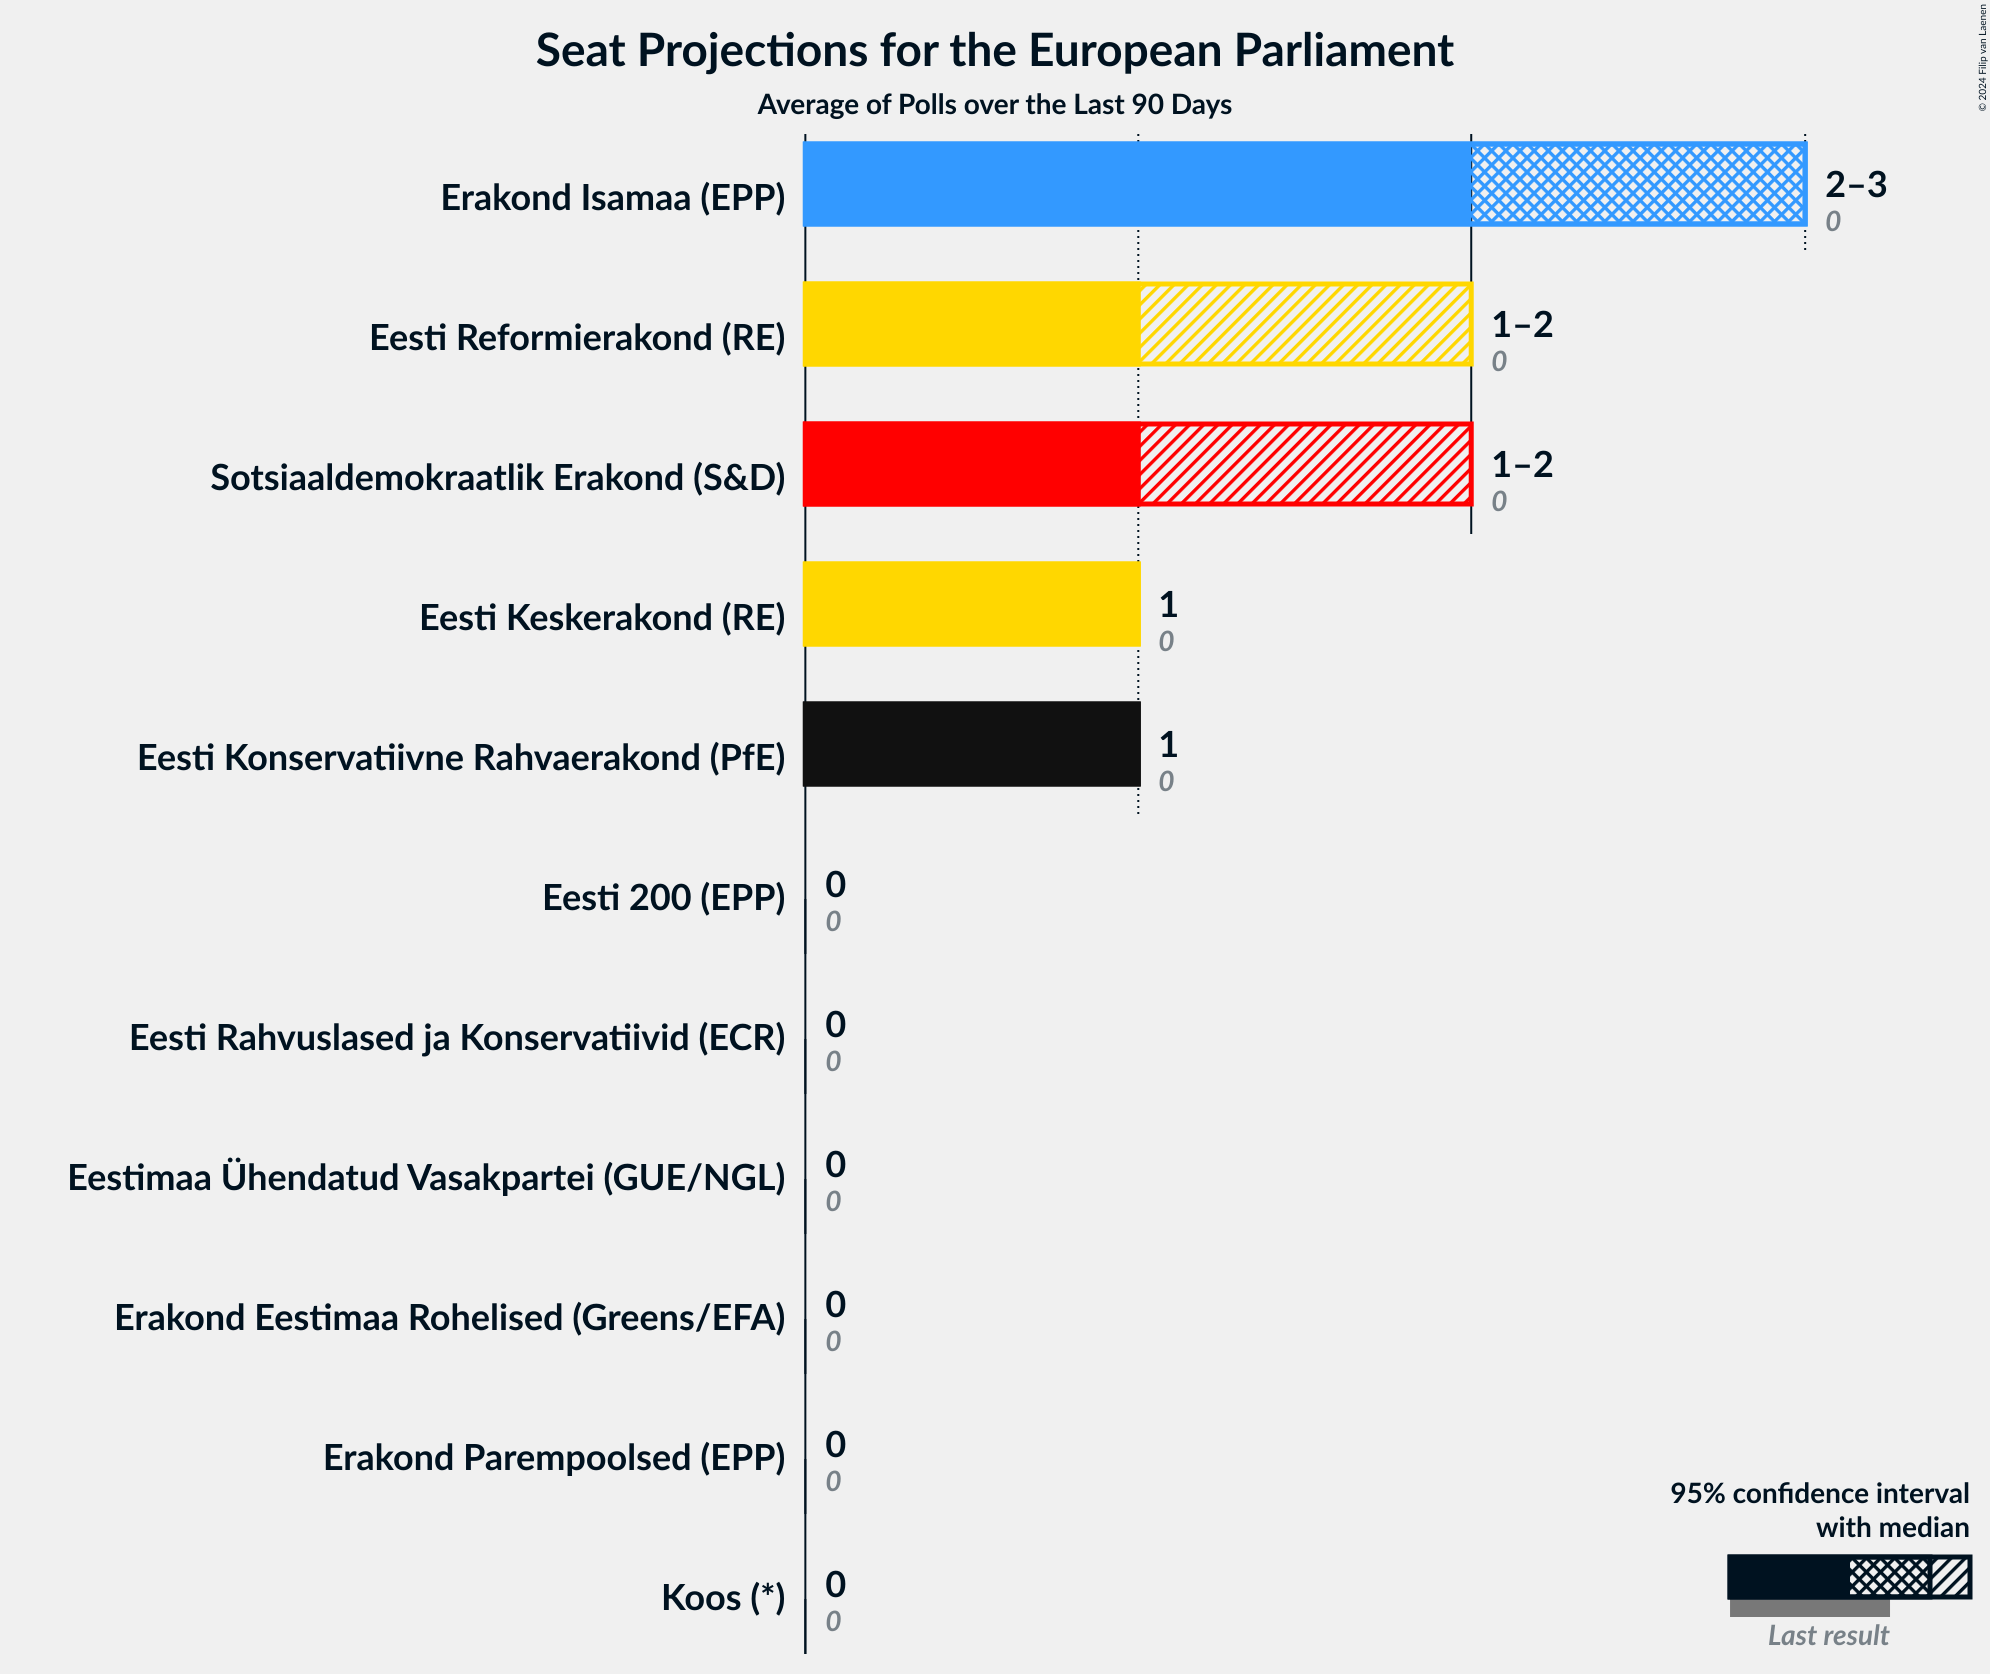 Seat Projections for the European Parliament
Average of Polls over the Last 90 Days
© 2024 Filip van Laenen
Erakond Isamaa (EPP)
2–3
0
Eesti Reformierakond (RE)
1–2
0
Sotsiaaldemokraatlik Erakond (S&D)
1–2
0
Eesti Keskerakond (RE)
1
0
Eesti Konservatiivne Rahvaerakond (PfE)
1
0
Eesti 200 (EPP)
0
0
Eesti Rahvuslased ja Konservatiivid (ECR)
0
0
Eestimaa Ühendatud Vasakpartei (GUE/NGL)
0
0
Erakond Eestimaa Rohelised (Greens/EFA)
0
0
Erakond Parempoolsed (EPP)
0
0
Koos (*)
0
0
95% confidence interval
with median
Last result